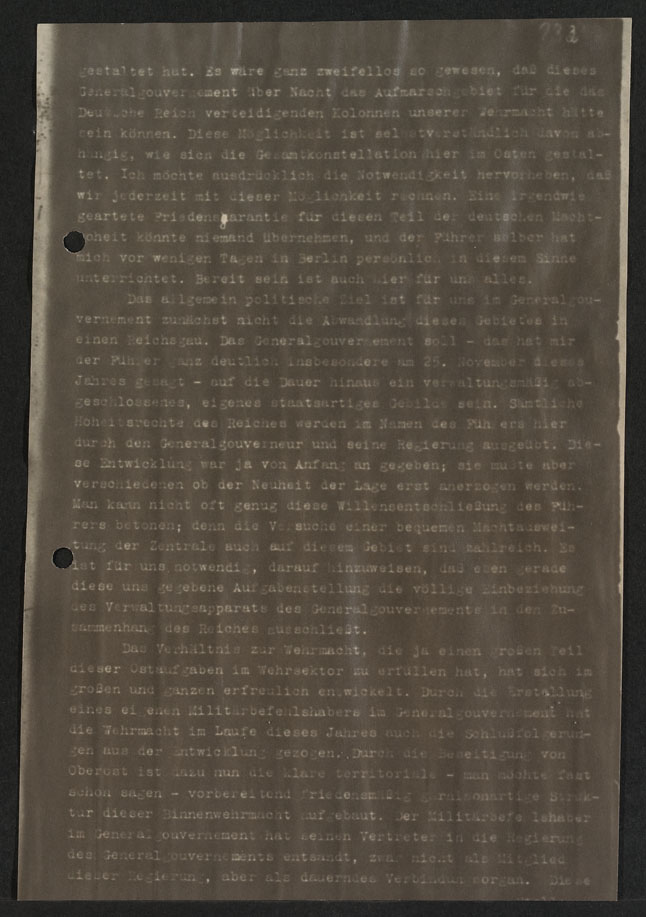 gestaltet hat. Es wäre ganz zweifellos so gewesen, daß dieses
Generalgouvernement über Nacht das Aufmarschgebiet für die das
Deutsche Reich verteidigenden Kolonnen unserer Wehrmacht hätte
sein können. Diese Möglichkeit ist selbstverständlich davon ab-
hängig, wie sich die Gesamtkonstellation hier im Osten gestal-
tet. Ich möchte ausdrücklich die Notwendigkeit hervorheben, daß
wir jederzeit mit dieser Möglichkeit rechnen. Eine irgendwie
geartete Friedensgarantie für diesen Teil der deutschen Macht-
hoheit könnte niemand übernehmen, und der Führer selber hat
mich vor wenigen Tagen in Berlin persönlich in diesem Sinne
unterrichtet. Bereit sein ist auch hier für uns alles.
Das allgemein politische Ziel ist für uns im Generalgou-
vernement zunächst nicht die Abwandlung dieses Gebietes in
einen Reichsgau. Das Generalgouvernement soll - das hat mir
der Führer ganz deutlich insbesondere am 25. November dieses
Jahres gesagt - auf die Dauer hinaus ein verwaltungsmäßig ab-
geschlossenes, eigenes staatsartiges Gebilde sein. Sämtliche
Hoheitsrechte des Reiches werden im Namen des Führers hier
durch den Generalgouverneur und seine Regierung ausgeübt. Die-
se Entwicklung war ja von Anfang an gegeben; sie mußte aber
verschiedenen ob der Neuheit der Lage erst anerzogen werden.
Man kann nicht oft genug diese Willensentschließung des Füh-
rers betonen; denn die Versuche einer bequemen Machtauswei-
tung der Zentrale auch auf diesem Gebiet sind zahlreich. Es
ist für uns notwendig, darauf hinzuweisen, daß eben gerade
diese uns gegebene Aufgabenstellung die völlige Einbeziehung
des Verwaltungsapparats des Generalgouvernements in den Zu-
sammenhang des Reiches ausschließt.
Das Verhältnis zur Wehrmacht, die ja einen großen Teil
dieser Ostaufgaben im Wehrsektor zu erfüllen hat, hat sich im
großen und ganzen erfreulich entwickelt. Durch die Erstellung
eines eigenen Militärbefehlshabers im Generalgouvernement hat
die Wehrmacht im Laufe dieses Jahres auch die Schlußfolgerun-
gen aus der Entwicklung gezogen. Durch die Beseitigung von
Oberost ist dazu nun die klare territoriale - man möchte fast
schon sagen - vorbereitend friedensmäßig garnisonartige Struk-
tur dieser Binnenwehrmacht aufgebaut. Der Militärbefehlshaber
im Generalgouvernement hat seinen Vertreter in die Regierung
des Generalgouvernements entsandt, zwar nicht als Mitglied
dieser Regierung, aber als dauerndes Verbindungsorgan. Diese